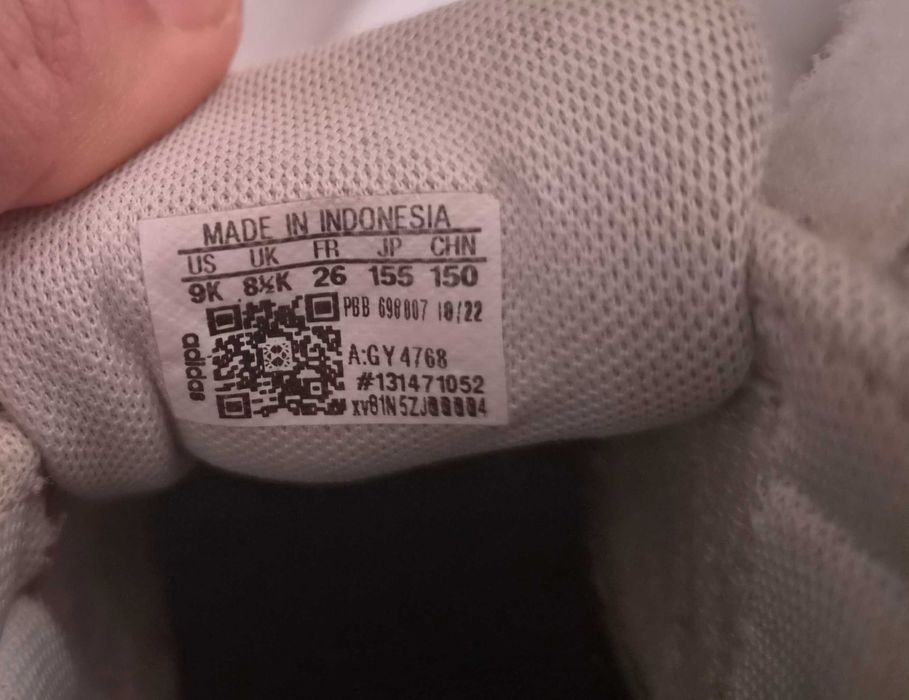 MADE IN INDONESIA
US UK FR JP CHN
9K 8½K 26 155 150
PBB 698807 10/22
A:GY4768
#131471052
adidas